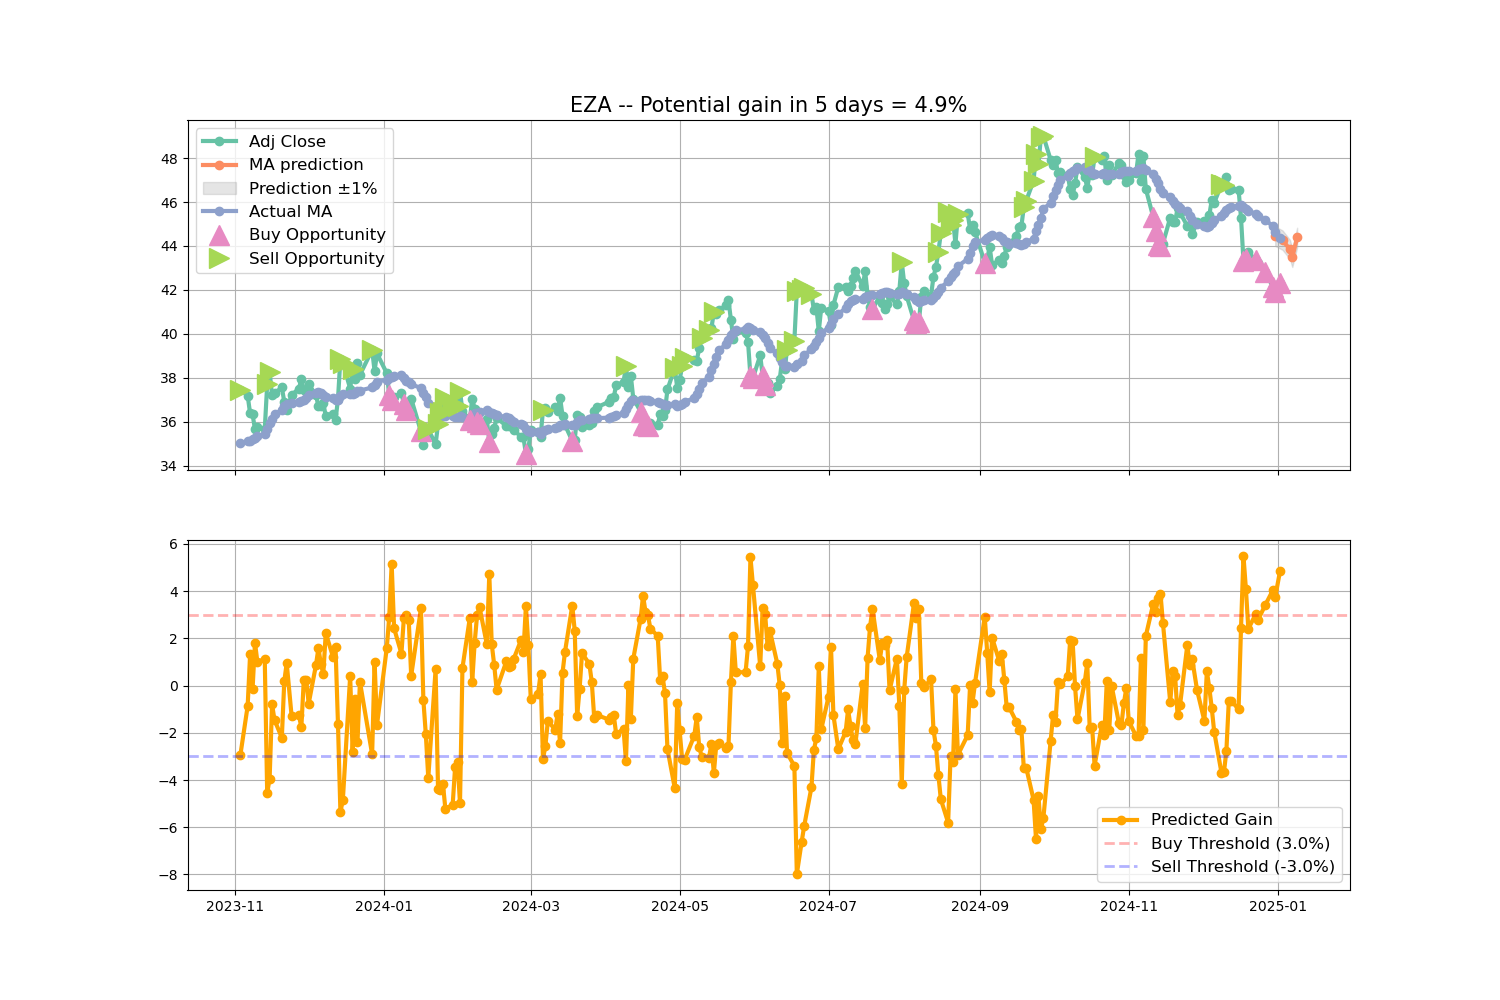 EZA -- Potential gain in 5 days = 4.9%
Adj Close
MA prediction
Prediction ±1%
Actual MA
Buy Opportunity
Sell Opportunity
48
46
44
42
40
38
36
34
6
4
2
0
−2
−4
−6
−8
Predicted Gain
Buy Threshold (3.0%)
Sell Threshold (-3.0%)
2023-11 2024-01 2024-03 2024-05 2024-07 2024-09 2024-11 2025-01